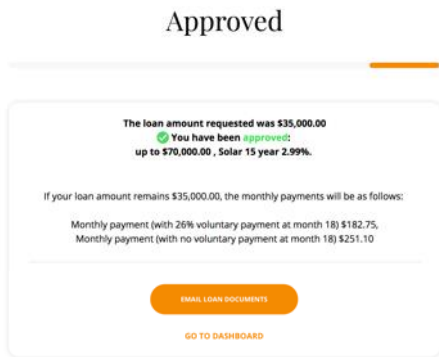 Approved
The loan amount requested was $35,000.00
You have been approved:
up to $70,000.00 , Solar 15 year 2.99%.
If your loan amount remains $35,000.00, the monthly payments will be as follows:
Monthly payment (with 26% voluntary payment at month 18) $182.75,
Monthly payment (with no voluntary payment at month 18) $251.10
EMAIL LOAN DOCUMENTS
GO TO DASHBOARD